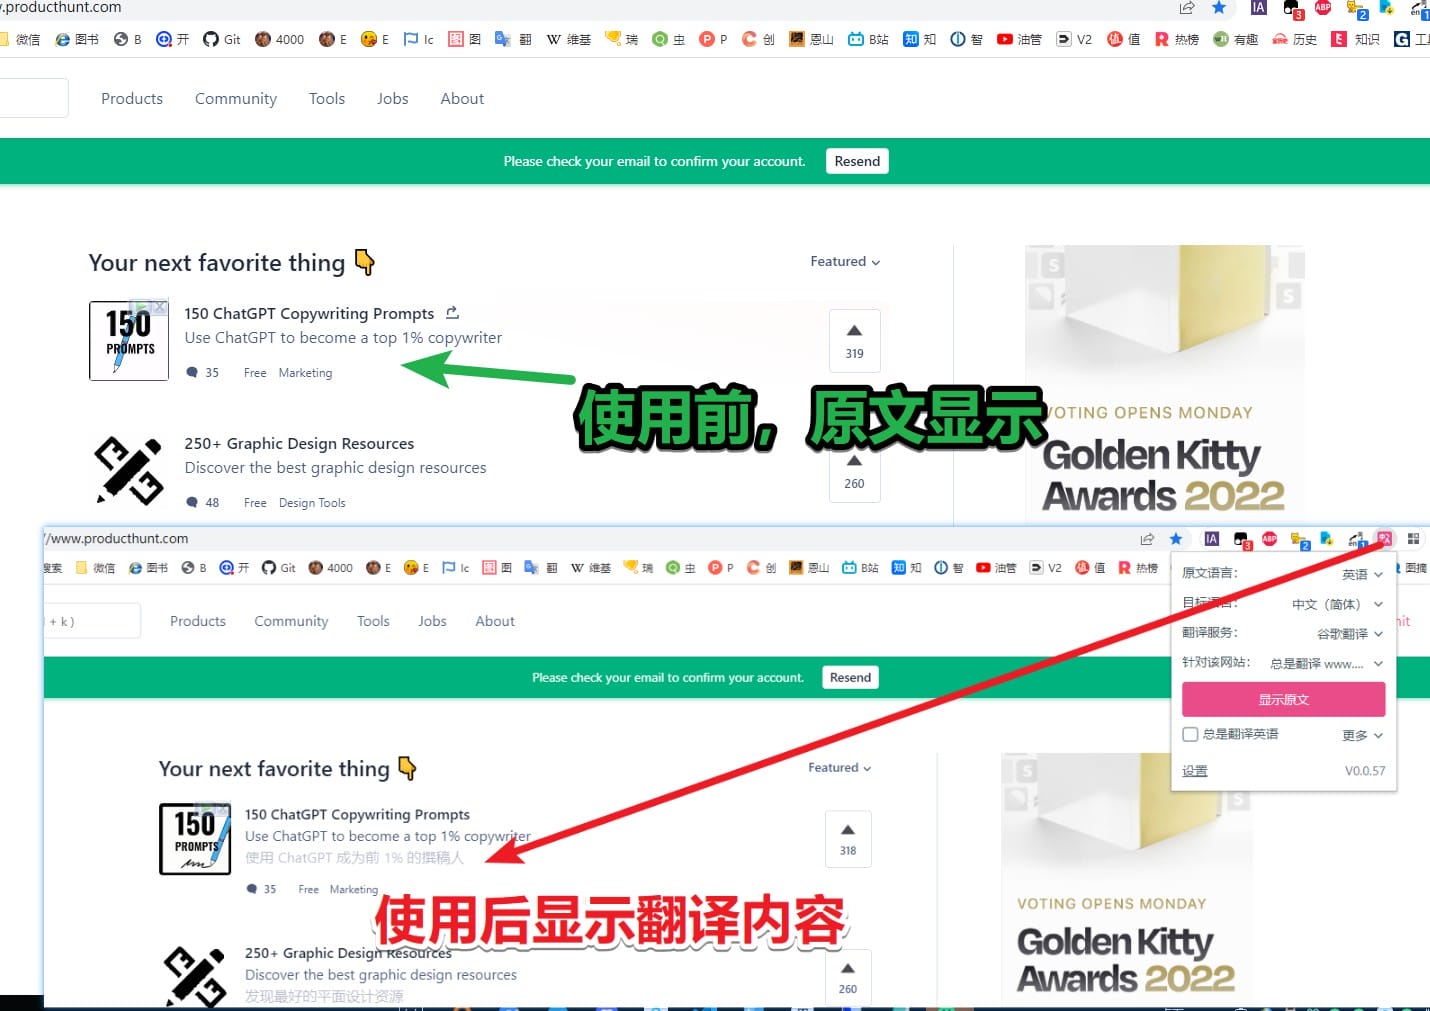 .producthunt.com
IA
3
ABP
2
en
1
微信
图书
B
开
Git
4000
E
E
Ic
图
翻
维基
瑞
虫
P
创
恩山
B站
知
智
油管
V2
值
热榜
有趣
历史
知识
Products
Community
Tools
Jobs
About
Please check your email to confirm your account.
Resend
Your next favorite thing 👇
Featured
150
PROMPTS
150 ChatGPT Copywriting Prompts
Use ChatGPT to become a top 1% copywriter
35
Free
Marketing
319
使用前，原文显示
250+ Graphic Design Resources
Discover the best graphic design resources
48
Free
Design Tools
260
VOTING OPENS MONDAY
Golden Kitty
Awards 2022
//www.producthunt.com
IA
3
ABP
2
en
1
搜索
微信
图书
B
开
Git
4000
E
E
Ic
图
翻
维基
瑞
虫
P
创
恩山
B站
知
智
油管
V2
值
热榜
图摘
+ k )
Products
Community
Tools
Jobs
About
原文语言：
英语
目标语言：
中文（简体）
翻译服务：
谷歌翻译
针对该网站：
总是翻译 www....
显示原文
总是翻译英语
更多
设置
V0.0.57
Please check your email to confirm your account.
Resend
Your next favorite thing 👇
Featured
150
PROMPTS
150 ChatGPT Copywriting Prompts
Use ChatGPT to become a top 1% copywriter
使用 ChatGPT 成为前 1% 的撰稿人
35
Free
Marketing
318
使用后显示翻译内容
250+ Graphic Design Resources
Discover the best graphic design resources
发现最好的平面设计资源
260
VOTING OPENS MONDAY
Golden Kitty
Awards 2022